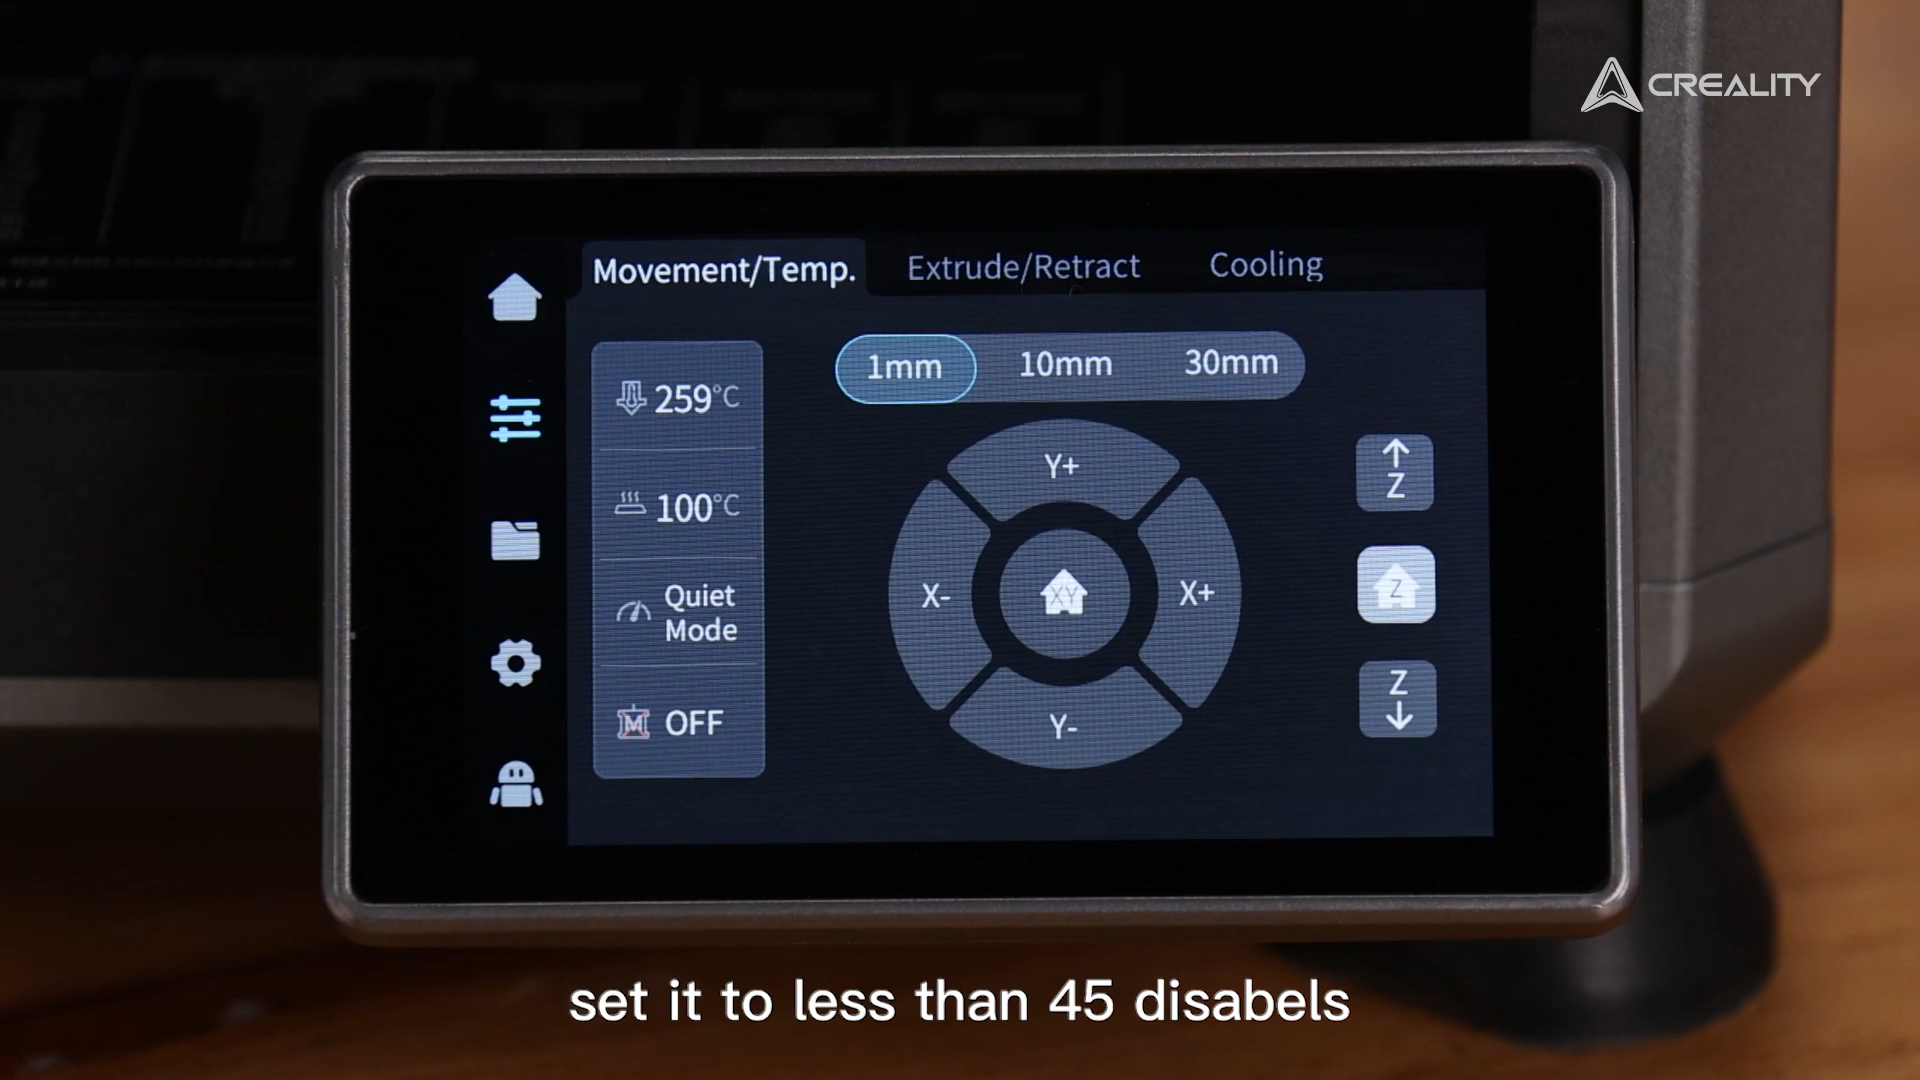 CREALITY
Movement/Temp.
Extrude/Retract
Cooling
1mm
10mm
30mm
259°C
100°C
Quiet
Mode
OFF
Y+
X-
XY
X+
Y-
Z
Z
Z
M
set it to less than 45 disabels